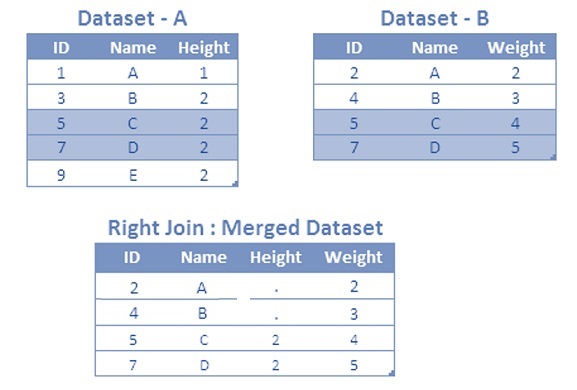 Dataset - A
ID Name Height
1 A 1
3 B 2
5 C 2
7 D 2
9 E 2
Dataset - B
ID Name Weight
2 A 2
4 B 3
5 C 4
7 D 5
Right Join : Merged Dataset
ID Name Height Weight
2 A . 2
4 B . 3
5 C 2 4
7 D 2 5